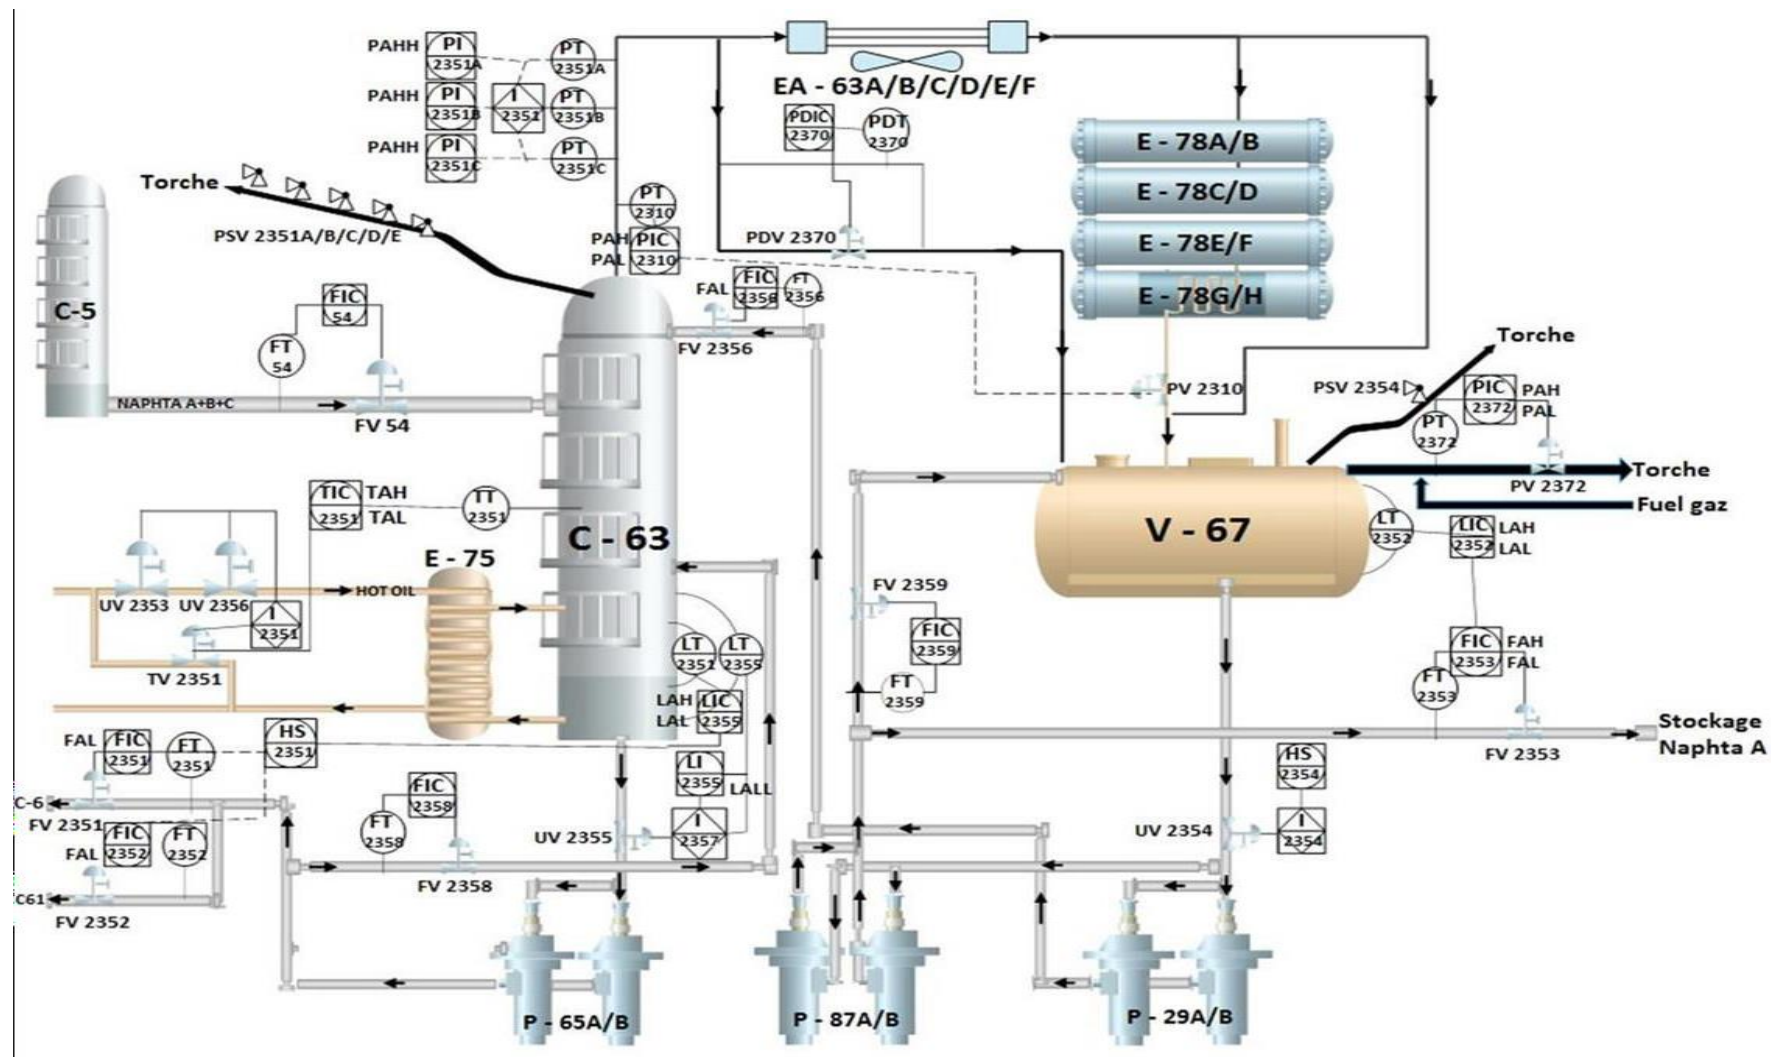 PAHH
PI
2351A
PT
2351A
PAHH
PI
2351B
I
2351
PT
2351B
PAHH
PI
2351C
PT
2351C
EA - 63A/B/C/D/E/F
PDIC
2370
PDT
2370
E - 78A/B
E - 78C/D
E - 78E/F
E - 78G/H
Torche
PSV 2351A/B/C/D/E
PT
2310
PAH
PAL
PIC
2310
PDV 2370
FAL
FIC
2356
FT
2356
FV 2356
C-5
FIC
54
FT
54
NAPHTA A+B+C
FV 54
PV 2310
Torche
PSV 2354
PIC
2372
PAH
PAL
PT
2372
Torche
PV 2372
Fuel gaz
TIC
2351
TAH
TAL
TT
2351
C - 63
V - 67
LT
2352
LIC
2352
LAH
LAL
E - 75
UV 2353
UV 2356
HOT OIL
I
2351
TV 2351
FV 2359
FIC
2359
FT
2359
LT
2351
LT
2355
LAH
LAL
LIC
2355
FIC
2353
FAH
FAL
FT
2353
FV 2353
Stockage
Naphta A
FAL
FIC
2351
FT
2351
HS
2351
C-6
FV 2351
FIC
2352
FT
2352
FAL
C61
FV 2352
FIC
2358
FT
2358
FV 2358
LI
2355
LALL
UV 2355
I
2357
HS
2354
UV 2354
I
2354
P - 65A/B
P - 87A/B
P - 29A/B